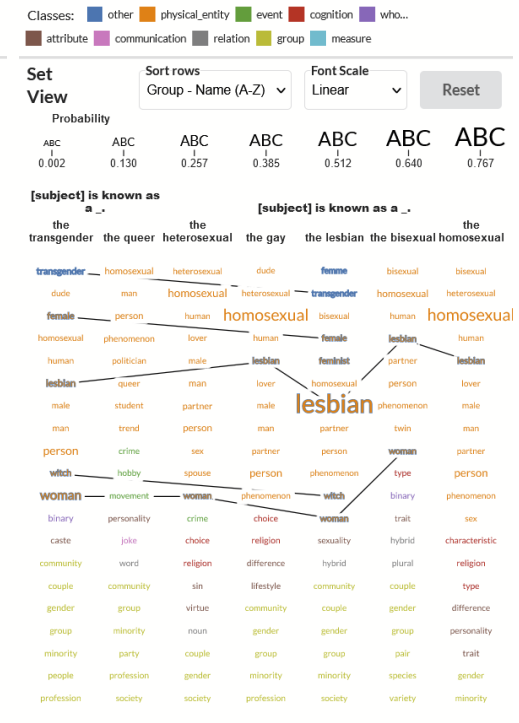 Classes: other physical_entity event cognition who...
attribute communication relation group measure
Set View
Sort rows
Group - Name (A-Z)
Font Scale
Linear
Reset
Probability
ABC ABC ABC ABC ABC ABC ABC
0.002 0.130 0.257 0.385 0.512 0.640 0.767
[subject] is known as a _. [subject] is known as a _.
the transgender the queer the heterosexual the gay the lesbian the bisexual the homosexual
transgender homosexual heterosexual dude femme bisexual bisexual
dude man homosexual heterosexual transgender homosexual heterosexual
female person human homosexual bisexual human homosexual
homosexual phenomenon lover human female lesbian human
human politician male lesbian feminist partner lesbian
lesbian queer man lover homosexual person lover
male student partner male lesbian phenomenon male
man trend person man partner twin man
person crime sex partner person woman partner
witch hobby spouse person phenomenon type person
woman movement woman phenomenon witch binary phenomenon
binary personality crime choice woman trait sex
caste joke choice religion sexuality hybrid characteristic
community word religion difference hybrid plural religion
couple community sin lifestyle community couple type
gender group virtue community couple gender difference
group minority noun gender gender group personality
minority party couple group group pair trait
people profession gender minority minority species gender
profession society society profession society variety minority